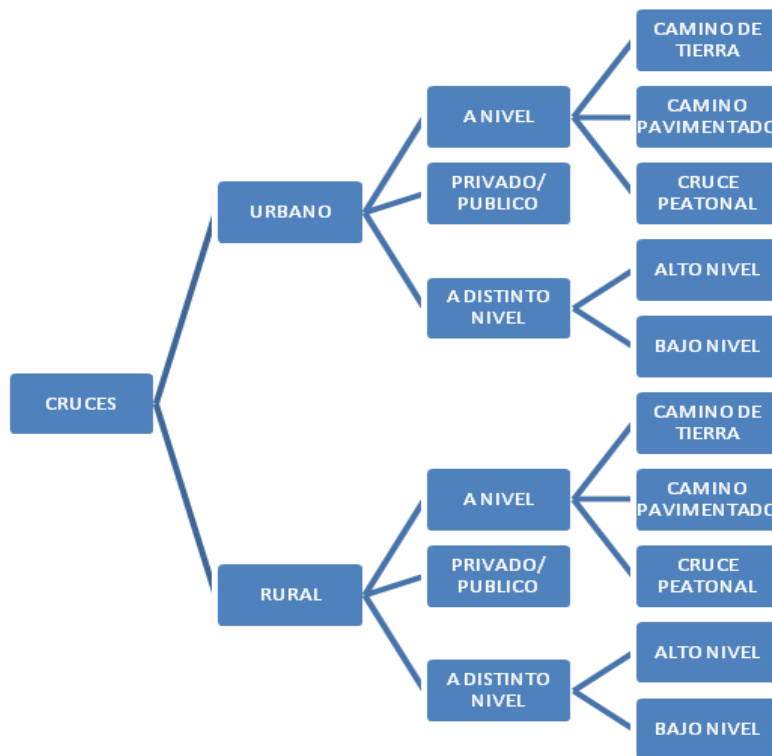 CRUCES
URBANO
A NIVEL
CAMINO DE
TIERRA
CAMINO
PAVIMENTADO
CRUCE
PEATONAL
PRIVADO/
PUBLICO
A DISTINTO
NIVEL
ALTO NIVEL
BAJO NIVEL
RURAL
A NIVEL
CAMINO DE
TIERRA
CAMINO
PAVIMENTADO
CRUCE
PEATONAL
PRIVADO/
PUBLICO
A DISTINTO
NIVEL
ALTO NIVEL
BAJO NIVEL